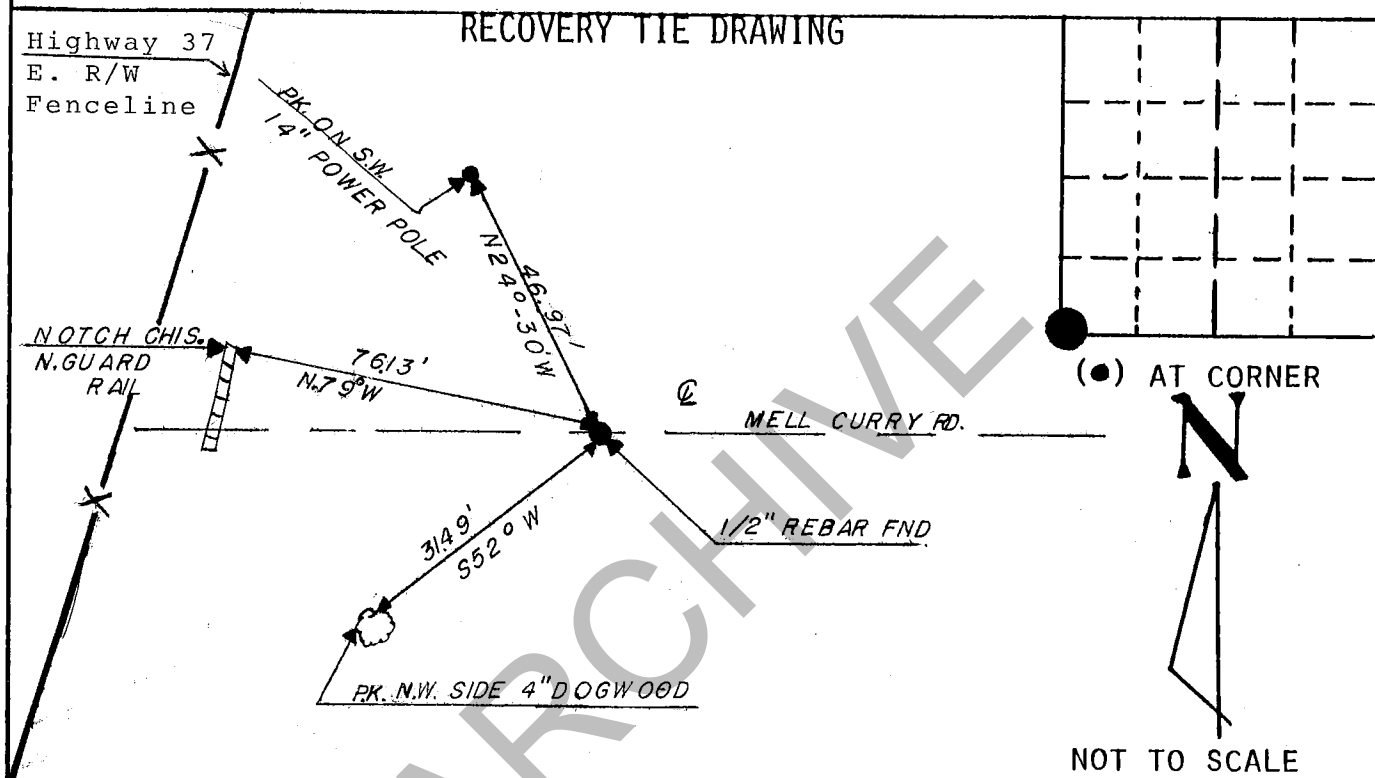 RECOVERY TIE DRAWING
Highway 37
E. R/W
Fenceline
P.K. ON S.W.
14" POWER POLE
46.97'
N24°-30'W
NOTCH CHIS.
N.GUARD
RAIL
76.13'
N.79°W
℄
MELL CURRY RD.
(●) AT CORNER
N
31.49'
S52° W
1/2" REBAR FND
P.K. N.W. SIDE 4" DOGWOOD
NOT TO SCALE
ARCHIVE